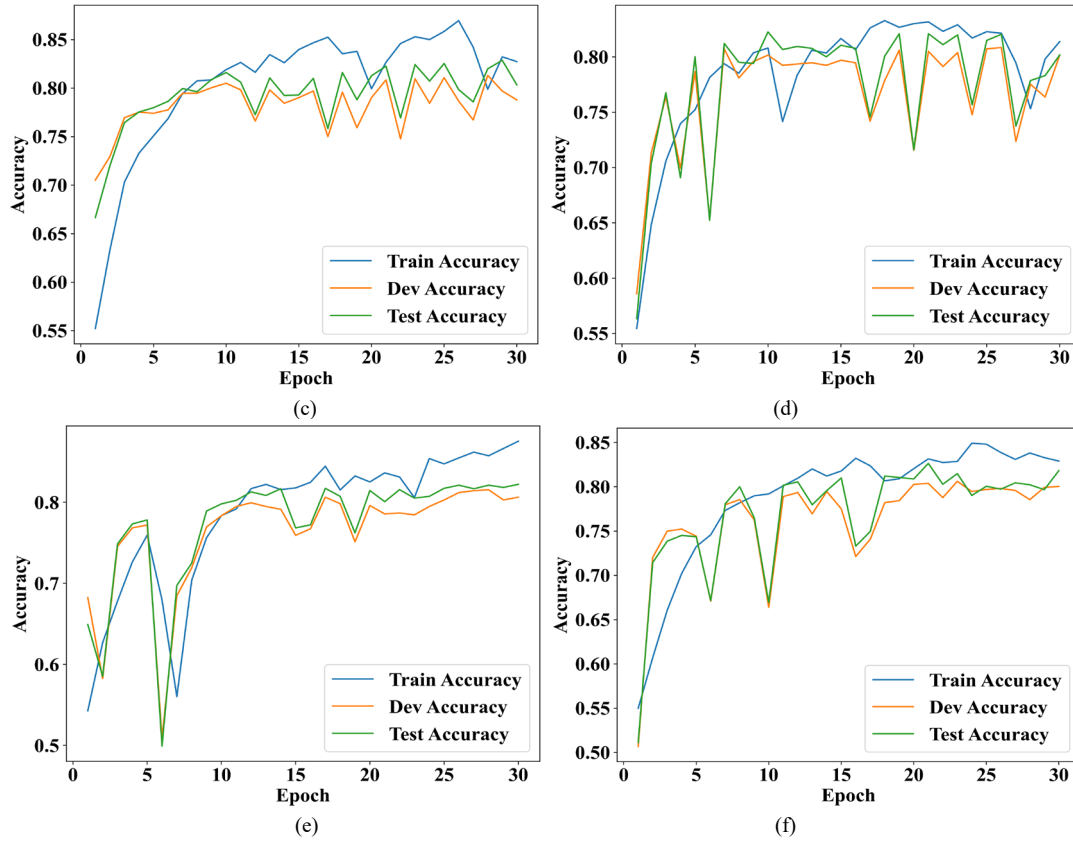 0.85
0.80
0.75
0.70
0.65
0.60
0.55
Accuracy
Train Accuracy
Dev Accuracy
Test Accuracy
0 5 10 15 20 25 30
Epoch
(c)
0.80
0.75
0.70
0.65
0.60
0.55
Accuracy
Train Accuracy
Dev Accuracy
Test Accuracy
0 5 10 15 20 25 30
Epoch
(d)
0.8
0.7
0.6
0.5
Accuracy
Train Accuracy
Dev Accuracy
Test Accuracy
0 5 10 15 20 25 30
Epoch
(e)
0.85
0.80
0.75
0.70
0.65
0.60
0.55
0.50
Accuracy
Train Accuracy
Dev Accuracy
Test Accuracy
0 5 10 15 20 25 30
Epoch
(f)